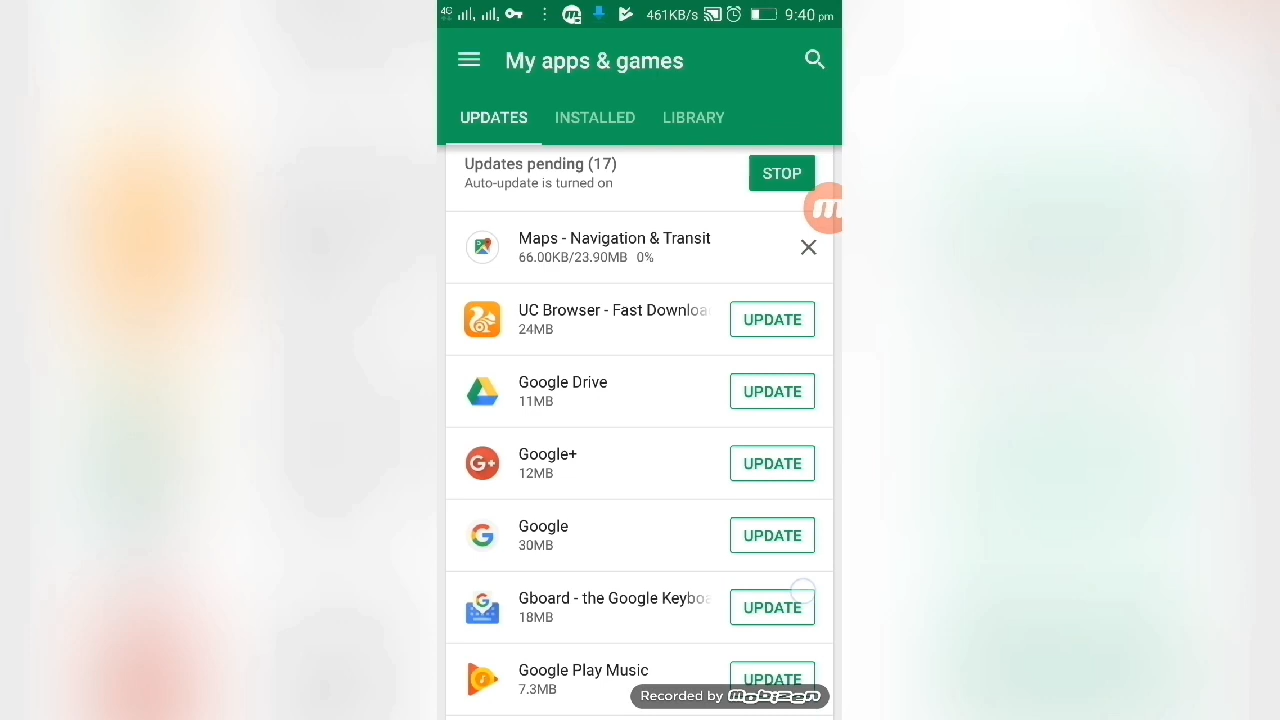 4G 461KB/s 9:40 pm
My apps & games
UPDATES INSTALLED LIBRARY
Updates pending (17)
Auto-update is turned on
STOP
Maps - Navigation & Transit
66.00KB/23.90MB 0%
UC Browser - Fast Downloa
24MB
UPDATE
Google Drive
11MB
UPDATE
Google+
12MB
UPDATE
Google
30MB
UPDATE
Gboard - the Google Keyboa
18MB
UPDATE
Google Play Music
7.3MB
UPDATE
Recorded by mobizen